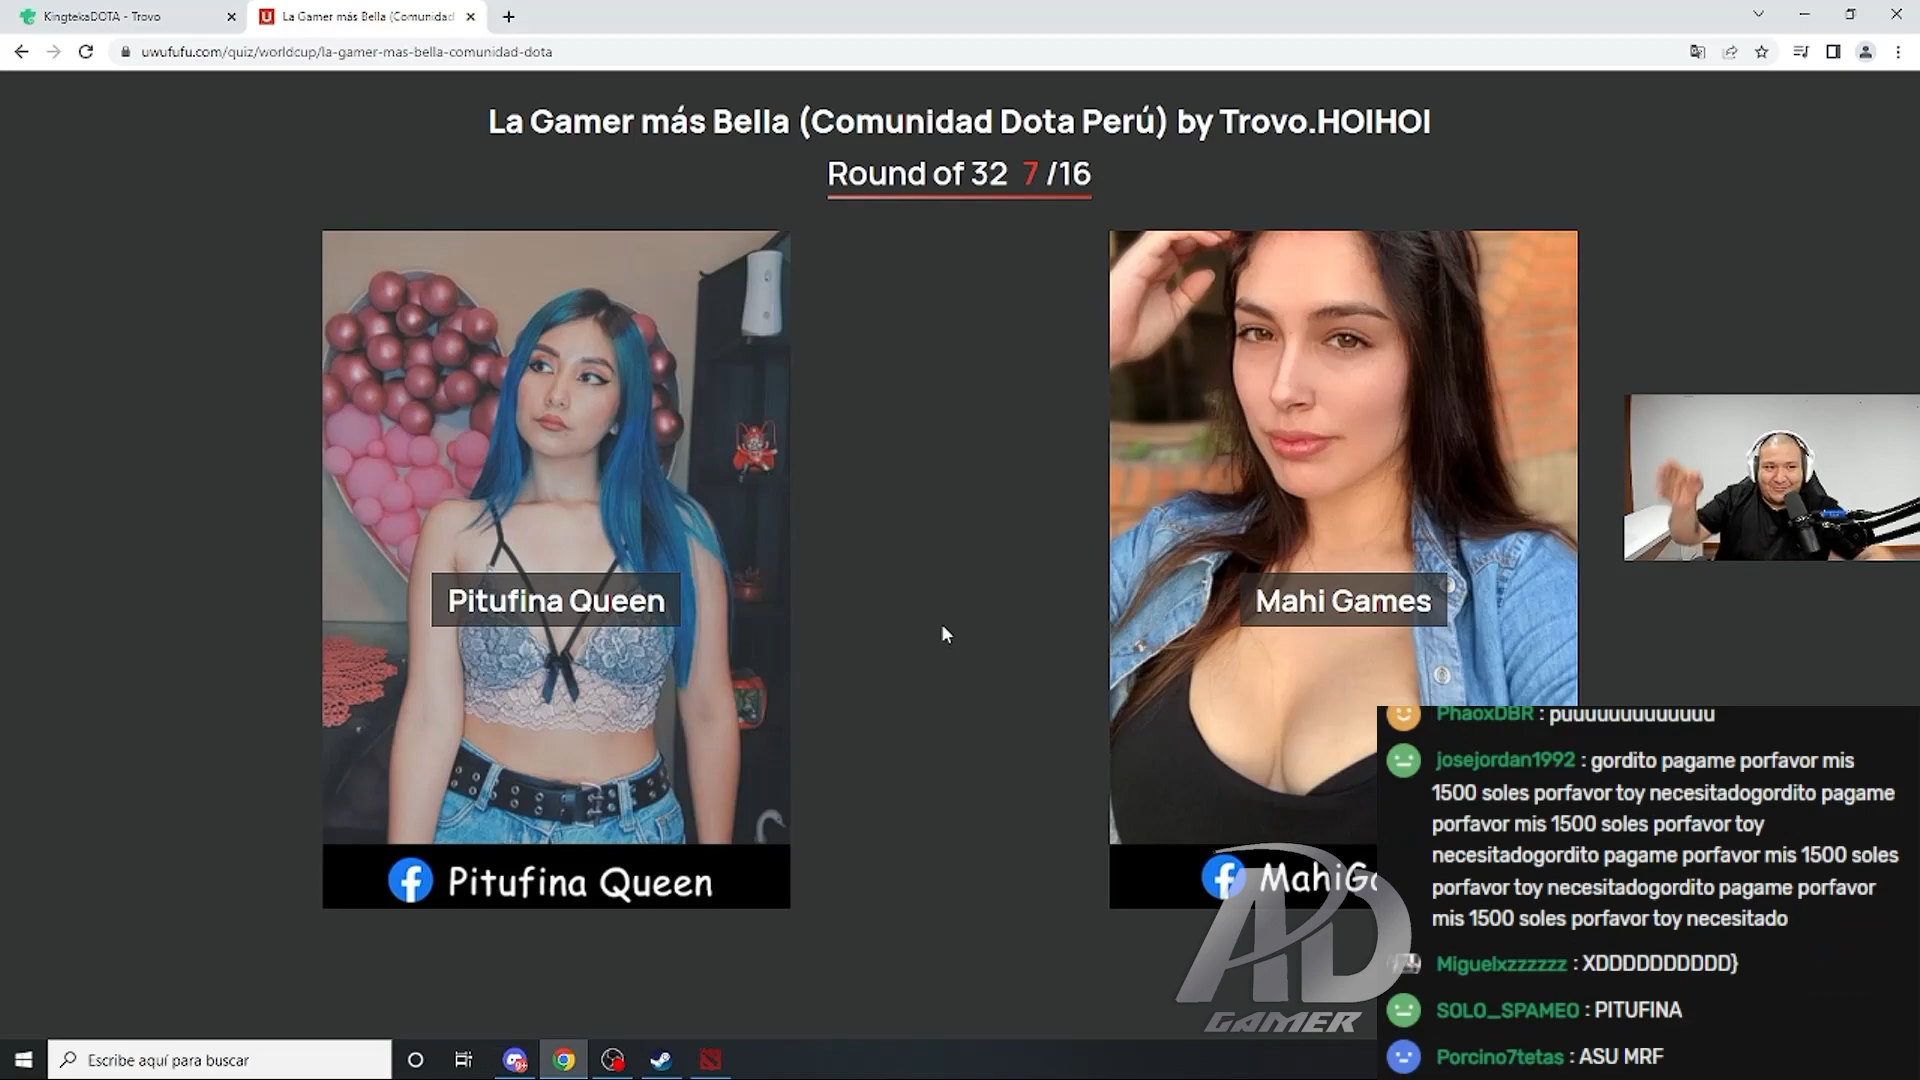 KingtekaDOTA - Trovo
La Gamer más Bella (Comunidad
uwufufu.com/quiz/worldcup/la-gamer-mas-bella-comunidad-dota
La Gamer más Bella (Comunidad Dota Perú) by Trovo.HOIHOI
Round of 32 7 /16
Pitufina Queen
Mahi Games
Pitufina Queen
MahiGa
PhaoxDBR : puuuuuuuuuuuuu
josejordan1992 : gordito pagame porfavor mis
1500 soles porfavor toy necesitadogordito pagame
porfavor mis 1500 soles porfavor toy
necesitadogordito pagame porfavor mis 1500 soles
porfavor toy necesitadogordito pagame porfavor
mis 1500 soles porfavor toy necesitado
Miguelxzzzzzz : XDDDDDDDDDD}
SOLO_SPAMEO : PITUFINA
Porcino7tetas : ASU MRF
AD
GAMER
Escribe aquí para buscar
9+